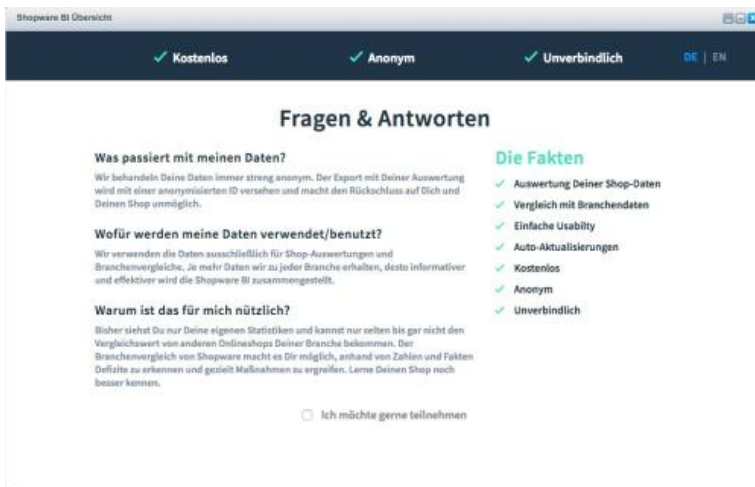 Shopware BI Übersicht
Kostenlos
Anonym
Unverbindlich
DE | EN
Fragen & Antworten
Was passiert mit meinen Daten?
Wir behandeln Deine Daten immer streng anonym. Der Export mit Deiner Auswertung
wird mit einer anonymisierten ID versehen und macht den Rückschluss auf Dich und
Deinen Shop unmöglich.
Wofür werden meine Daten verwendet/benutzt?
Wir verwenden die Daten ausschließlich für Shop-Auswertungen und
Branchenvergleiche. Je mehr Daten wir zu jeder Branche erhalten, desto informativer
und effektiver wird die Shopware BI zusammengestellt.
Warum ist das für mich nützlich?
Bisher siehst Du nur Deine eigenen Statistiken und kannst nur selten bis gar nicht den
Vergleichswert von anderen Onlineshops Deiner Branche bekommen. Der
Branchenvergleich von Shopware macht es Dir möglich, anhand von Zahlen und Fakten
Defizite zu erkennen und gezielt Maßnahmen zu ergreifen. Lerne Deinen Shop noch
besser kennen.
Die Fakten
Auswertung Deiner Shop-Daten
Vergleich mit Branchendaten
Einfache Usabilty
Auto-Aktualisierungen
Kostenlos
Anonym
Unverbindlich
Ich möchte gerne teilnehmen